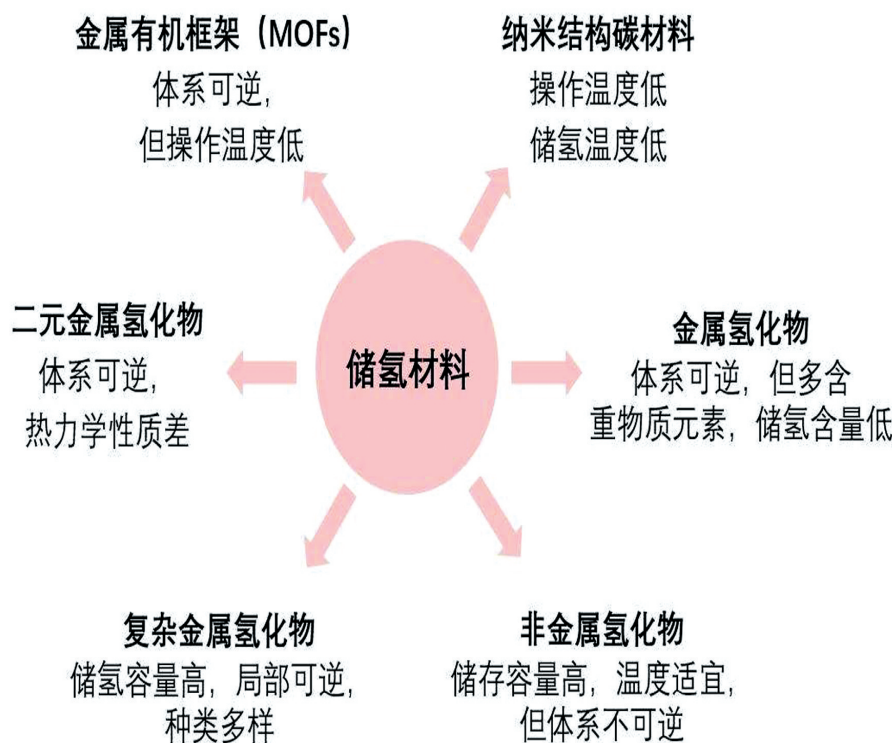 金属有机框架（MOFs）
体系可逆，
但操作温度低
纳米结构碳材料
操作温度低
储氢温度低
二元金属氢化物
体系可逆，
热力学性质差
储氢材料
金属氢化物
体系可逆，但多含
重物质元素，储氢含量低
复杂金属氢化物
储氢容量高，局部可逆，
种类多样
非金属氢化物
储存容量高，温度适宜，
但体系不可逆